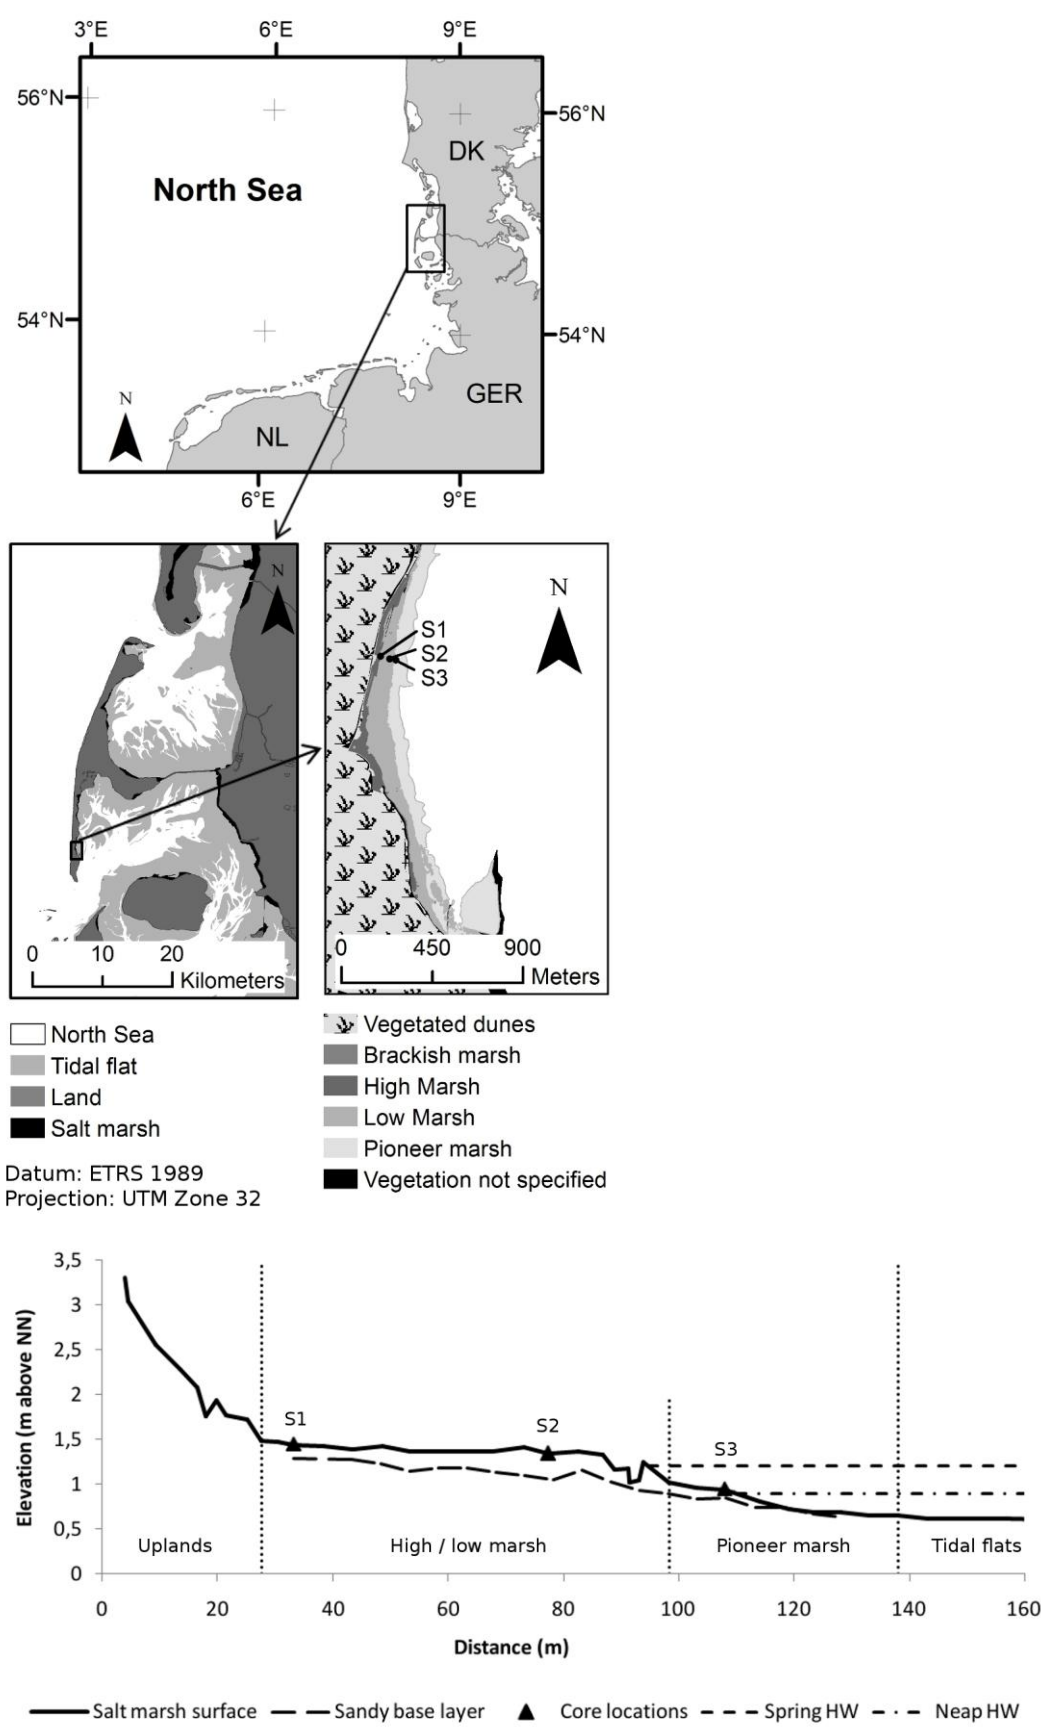 3°E 6°E 9°E
56°N
56°N
DK
North Sea
54°N
54°N
GER
N
NL
6°E 9°E
N
0 10 20
Kilometers
N
S1
S2
S3
0 450 900
Meters
North Sea
Tidal flat
Land
Salt marsh
Datum: ETRS 1989
Projection: UTM Zone 32
Vegetated dunes
Brackish marsh
High Marsh
Low Marsh
Pioneer marsh
Vegetation not specified
Elevation (m above NN)
3,5
3
2,5
2
1,5
1
0,5
0
S1
S2
S3
Uplands High / low marsh Pioneer marsh Tidal flats
0 20 40 60 80 100 120 140 160
Distance (m)
Salt marsh surface Sandy base layer Core locations Spring HW Neap HW